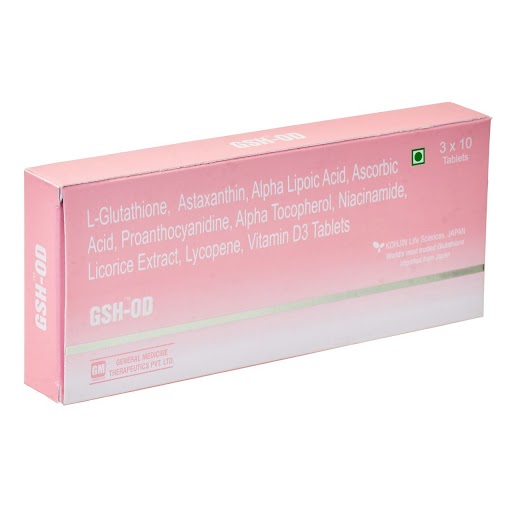 GSH-OD
L-Glutathione, Astaxanthin, Alpha Lipoic Acid, Ascorbic
Acid, Proanthocyanidine, Alpha Tocopherol, Niacinamide,
Licorice Extract, Lycopene, Vitamin D3 Tablets
3 x 10
Tablets
Life Sciences, JAPAN
World's most trusted Glutathione
Imported from Japan
GSH-OD
GM
GENERAL MEDICINE
THERAPEUTICS PVT. LTD.
GSH-OD